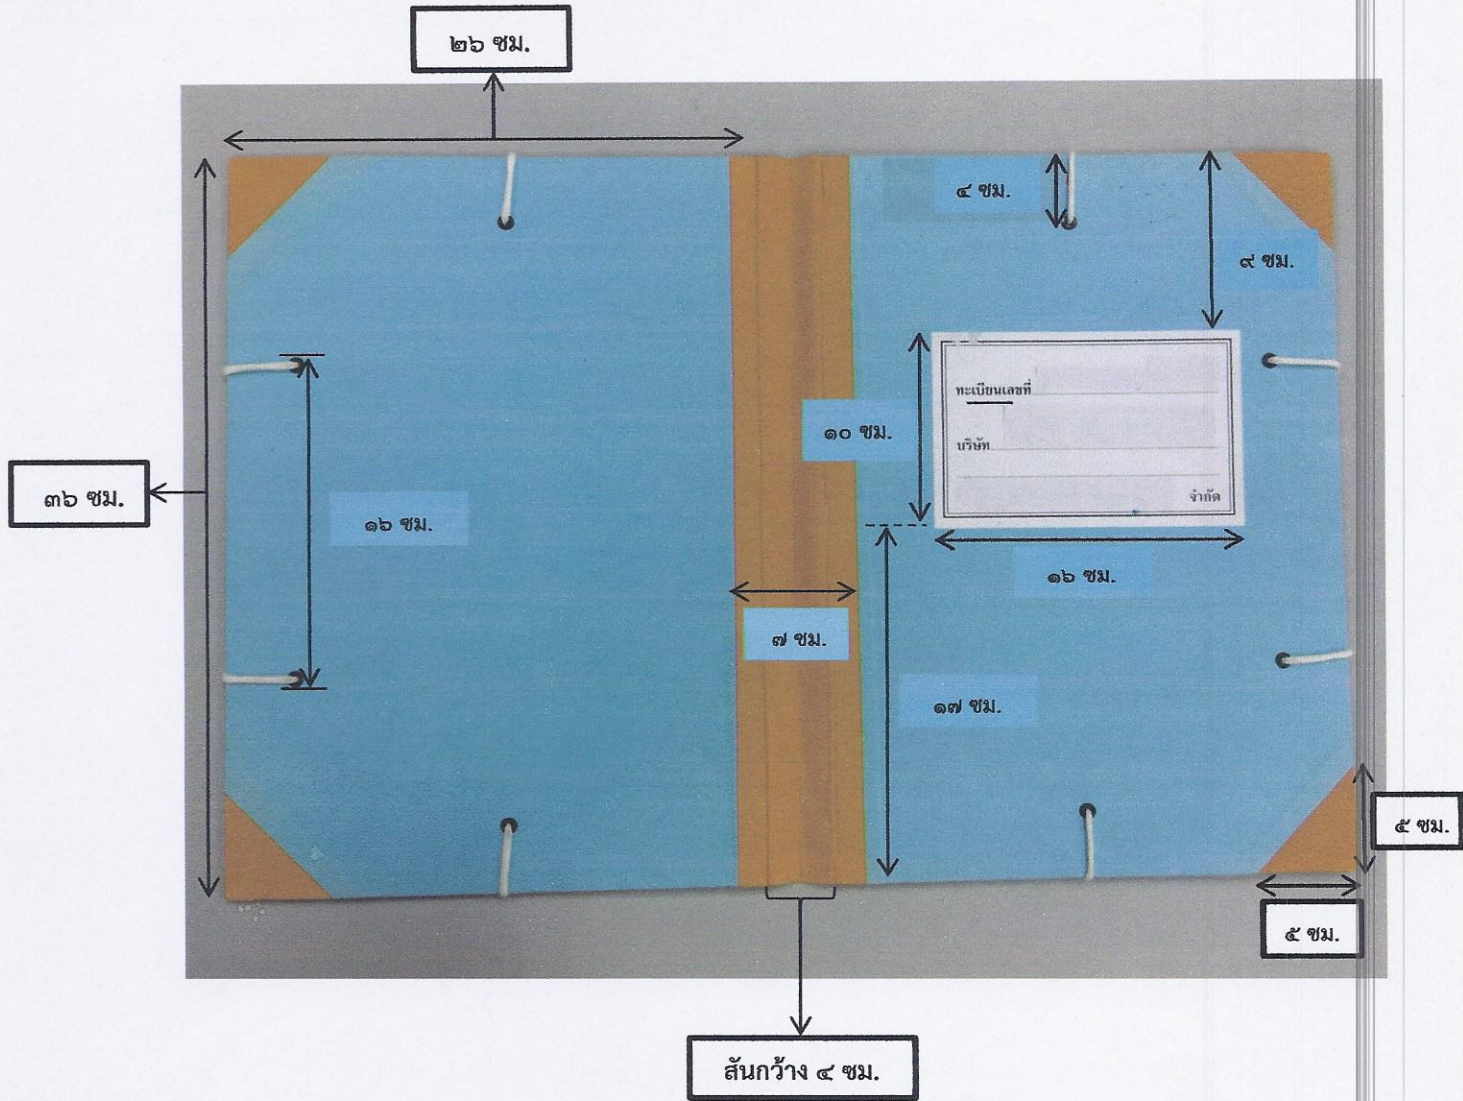 ๒๖ ซม.
๔ ซม.
๙ ซม.
ทะเบียนเลขที่
๑๐ ซม.
บริษัท
จำกัด
๓๖ ซม.
๑๖ ซม.
๑๖ ซม.
๗ ซม.
๑๗ ซม.
๕ ซม.
๕ ซม.
สันกว้าง ๔ ซม.